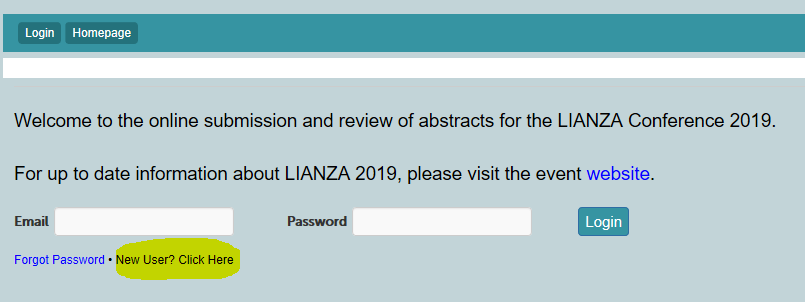 Login Homepage
Welcome to the online submission and review of abstracts for the LIANZA Conference 2019.
For up to date information about LIANZA 2019, please visit the event website.
Email Password Login
Forgot Password • New User? Click Here